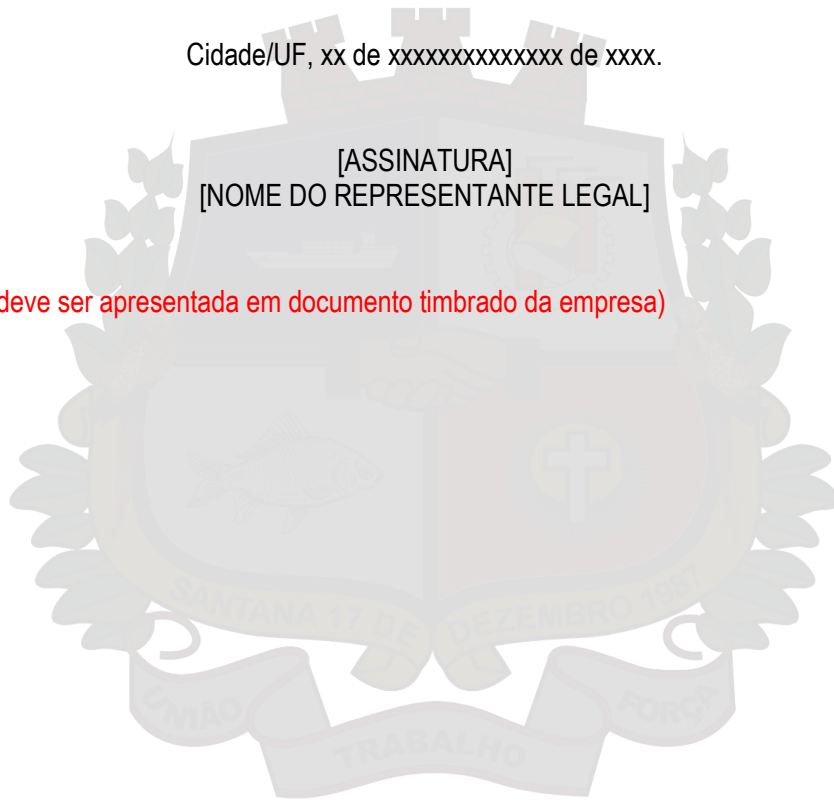 Cidade/UF, xx de xxxxxxxxxxxxxx de xxxx.
[ASSINATURA]
[NOME DO REPRESENTANTE LEGAL]
deve ser apresentada em documento timbrado da empresa)
SANTANA 17 DE DEZEMBRO 1987
UNIÃO TRABALHO FORÇA